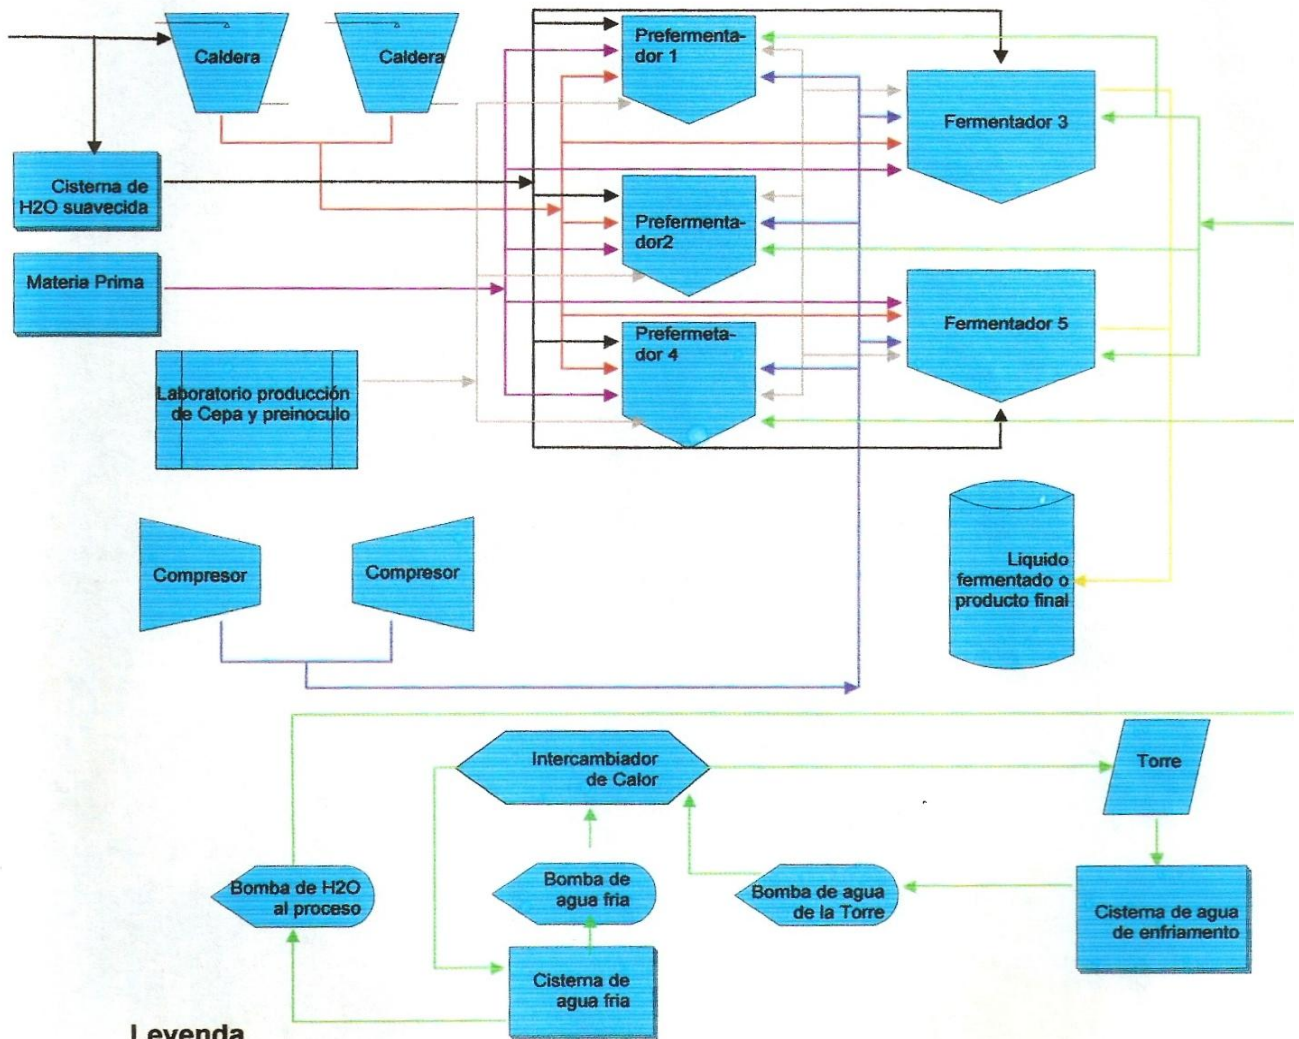 Caldera
Caldera
Prefermenta-
dor 1
Fermentador 3
Cisterna de
H2O suavecida
Prefermenta-
dor2
Materia Prima
Prefermeta-
dor 4
Fermentador 5
Laboratorio producción
de Cepa y preinoculo
Compresor
Compresor
Liquido
fermentado o
producto final
Intercambiador
de Calor
Torre
Bomba de H2O
al proceso
Bomba de
agua fria
Bomba de agua
de la Torre
Cisterna de agua
de enfriamento
Cisterna de
agua fria
Leyenda